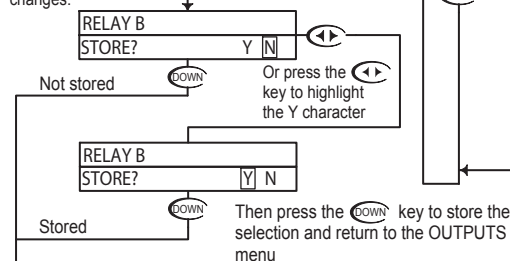 changes.
RELAY B
STORE? Y N
DOWN
Not stored
Or press the
key to highlight
the Y character
RELAY B
STORE? Y N
DOWN
Stored
Then press the DOWN key to store the
selection and return to the OUTPUTS
menu